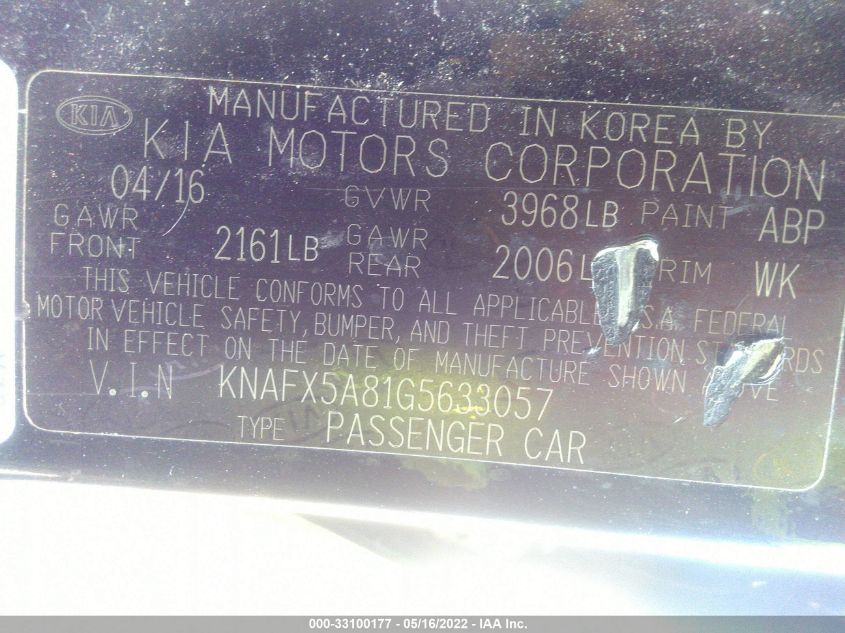 KIA
MANUFACTURED IN KOREA BY
KIA MOTORS CORPORATION
04/16 GVWR 3968LB PAINT ABP
GAWR FRONT 2161LB GAWR REAR 2006L RIM WK
THIS VEHICLE CONFORMS TO ALL APPLICABLE .S.A. FEDERAL
MOTOR VEHICLE SAFETY, BUMPER, AND THEFT PREVENTION
IN EFFECT ON THE DATE OF MANUFACTURE SHOWN
V.I.N KNAFX5A81G5633057
TYPE PASSENGER CAR
000-33100177 - 05/16/2022 - IAA Inc.